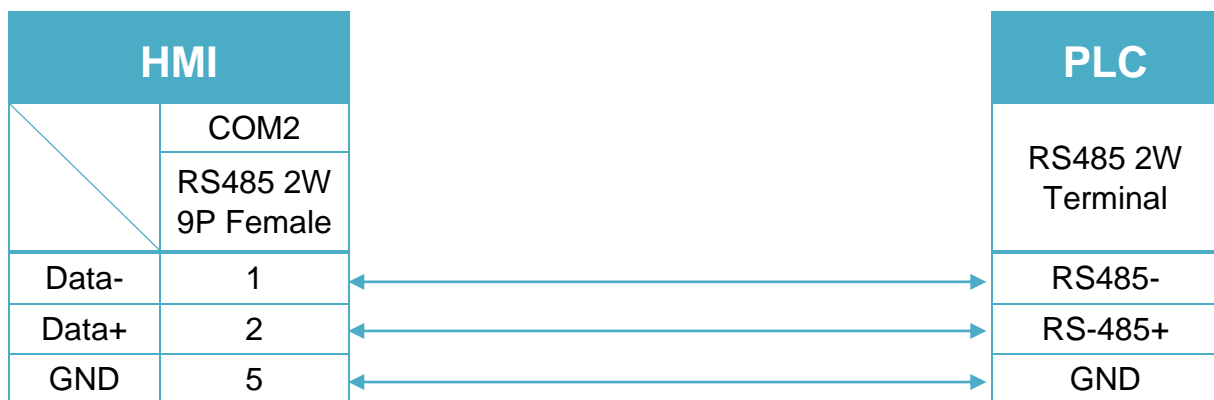 HMI
PLC
COM2
RS485 2W
9P Female
RS485 2W
Terminal
Data- 1 RS485-
Data+ 2 RS-485+
GND 5 GND